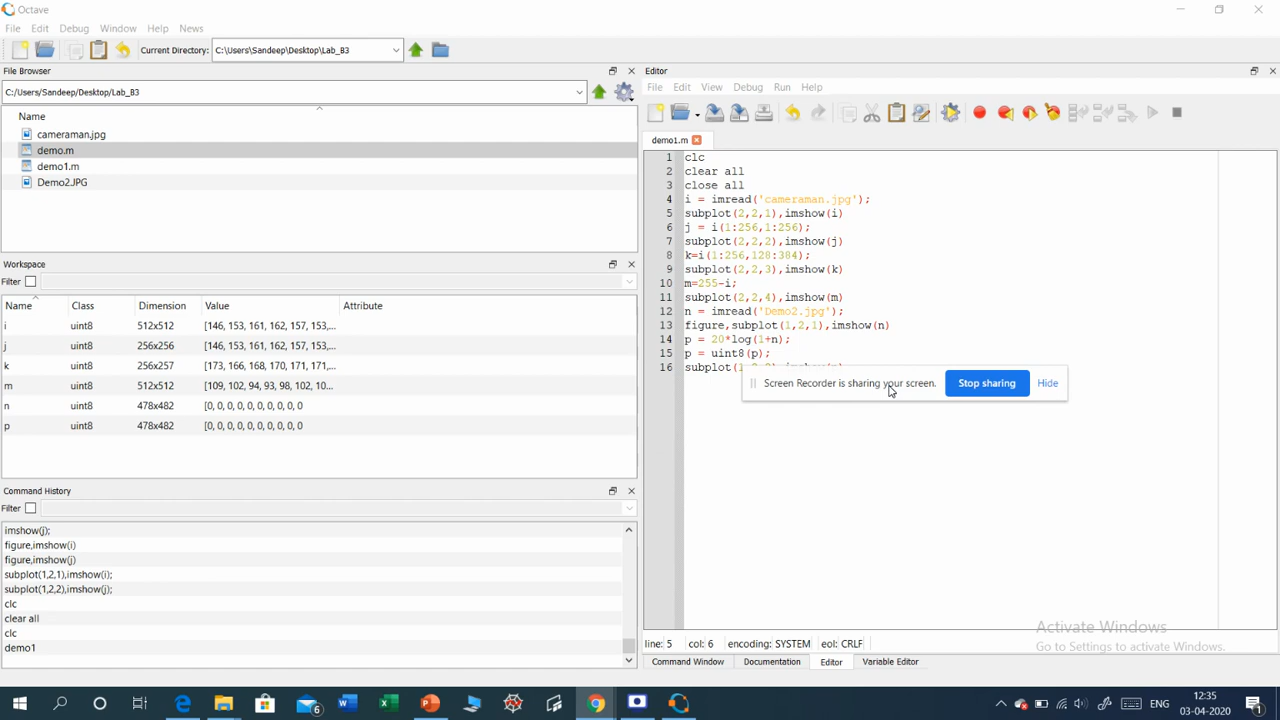 Octave
File Edit Debug Window Help News
Current Directory: C:\Users\Sandeep\Desktop\Lab_B3
File Browser
C:/Users/Sandeep/Desktop/Lab_B3
Name
cameraman.jpg
demo.m
demo1.m
Demo2.JPG
Workspace
Filter
Name Class Dimension Value Attribute
i uint8 512x512 [146, 153, 161, 162, 157, 153,...
j uint8 256x256 [146, 153, 161, 162, 157, 153,...
k uint8 256x257 [173, 166, 168, 170, 171, 171,...
m uint8 512x512 [109, 102, 94, 93, 98, 102, 10...
n uint8 478x482 [0, 0, 0, 0, 0, 0, 0, 0, 0
p uint8 478x482 [0, 0, 0, 0, 0, 0, 0, 0, 0
Command History
Filter
imshow(j);
figure,imshow(i)
figure,imshow(j)
subplot(1,2,1),imshow(i);
subplot(1,2,2),imshow(j);
clc
clear all
clc
demo1
Editor
File Edit View Debug Run Help
demo1.m
1 clc
2 clear all
3 close all
4 i = imread('cameraman.jpg');
5 subplot(2,2,1),imshow(i)
6 j = i(1:256,1:256);
7 subplot(2,2,2),imshow(j)
8 k=i(1:256,128:384);
9 subplot(2,2,3),imshow(k)
10 m=255-i;
11 subplot(2,2,4),imshow(m)
12 n = imread('Demo2.jpg');
13 figure,subplot(1,2,1),imshow(n)
14 p = 20*log(1+n);
15 p = uint8(p);
16 subplot
Screen Recorder is sharing your screen. Stop sharing Hide
Activate Windows
Go to Settings to activate Windows.
line: 5 col: 6 encoding: SYSTEM eol: CRLF
Command Window Documentation Editor Variable Editor
6
ENG
12:35
03-04-2020
1